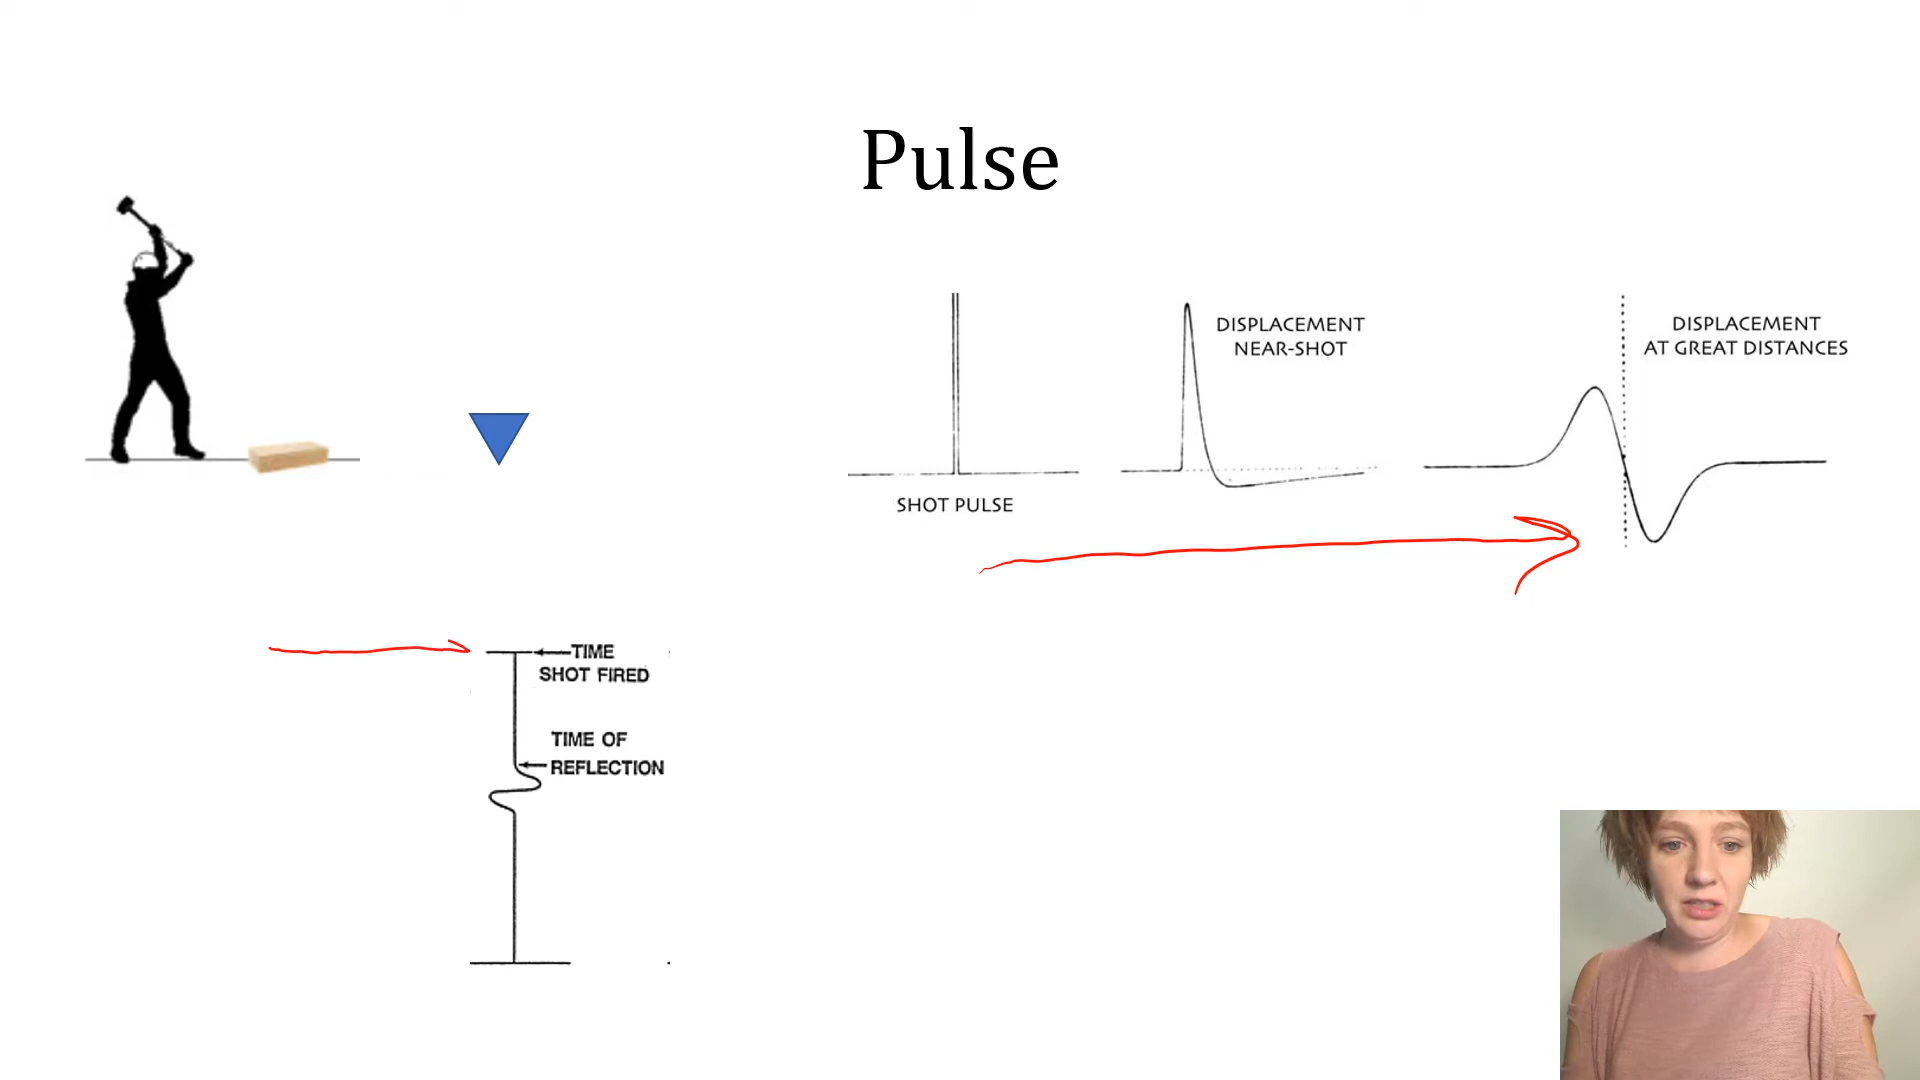 Pulse
DISPLACEMENT
NEAR-SHOT
DISPLACEMENT
AT GREAT DISTANCES
SHOT PULSE
TIME
SHOT FIRED
TIME OF
REFLECTION